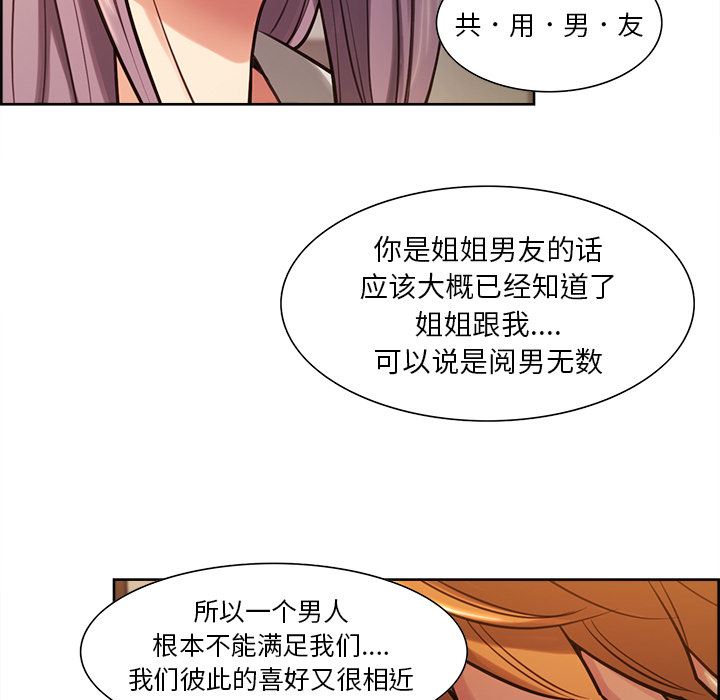 共·用·男·友
你是姐姐男友的话
应该大概已经知道了
姐姐跟我....
可以说是阅男无数
所以一个男人
根本不能满足我们....
我们彼此的喜好又很相近